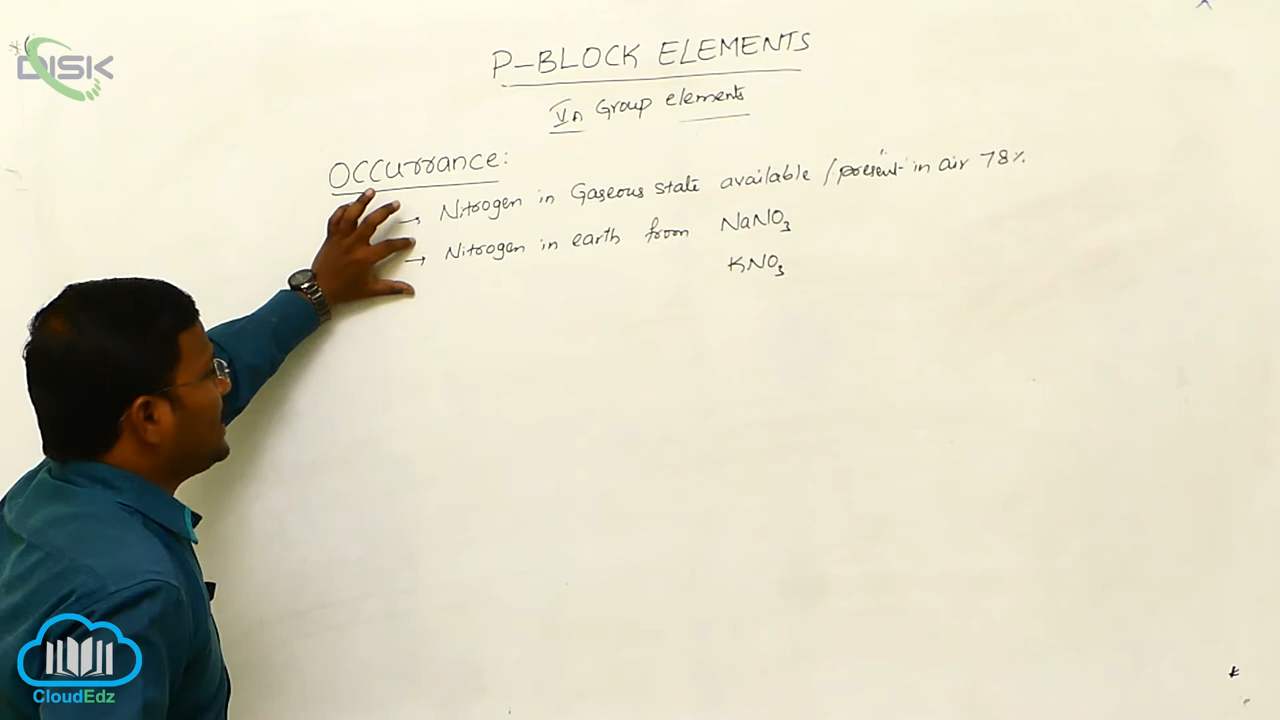 DISK
P-BLOCK ELEMENTS
VA Group elements
Occurrance:
→ Nitrogen in Gaseous state available / present in air 78%
→ Nitrogen in earth from NaNO3
KNO3
CloudEdz